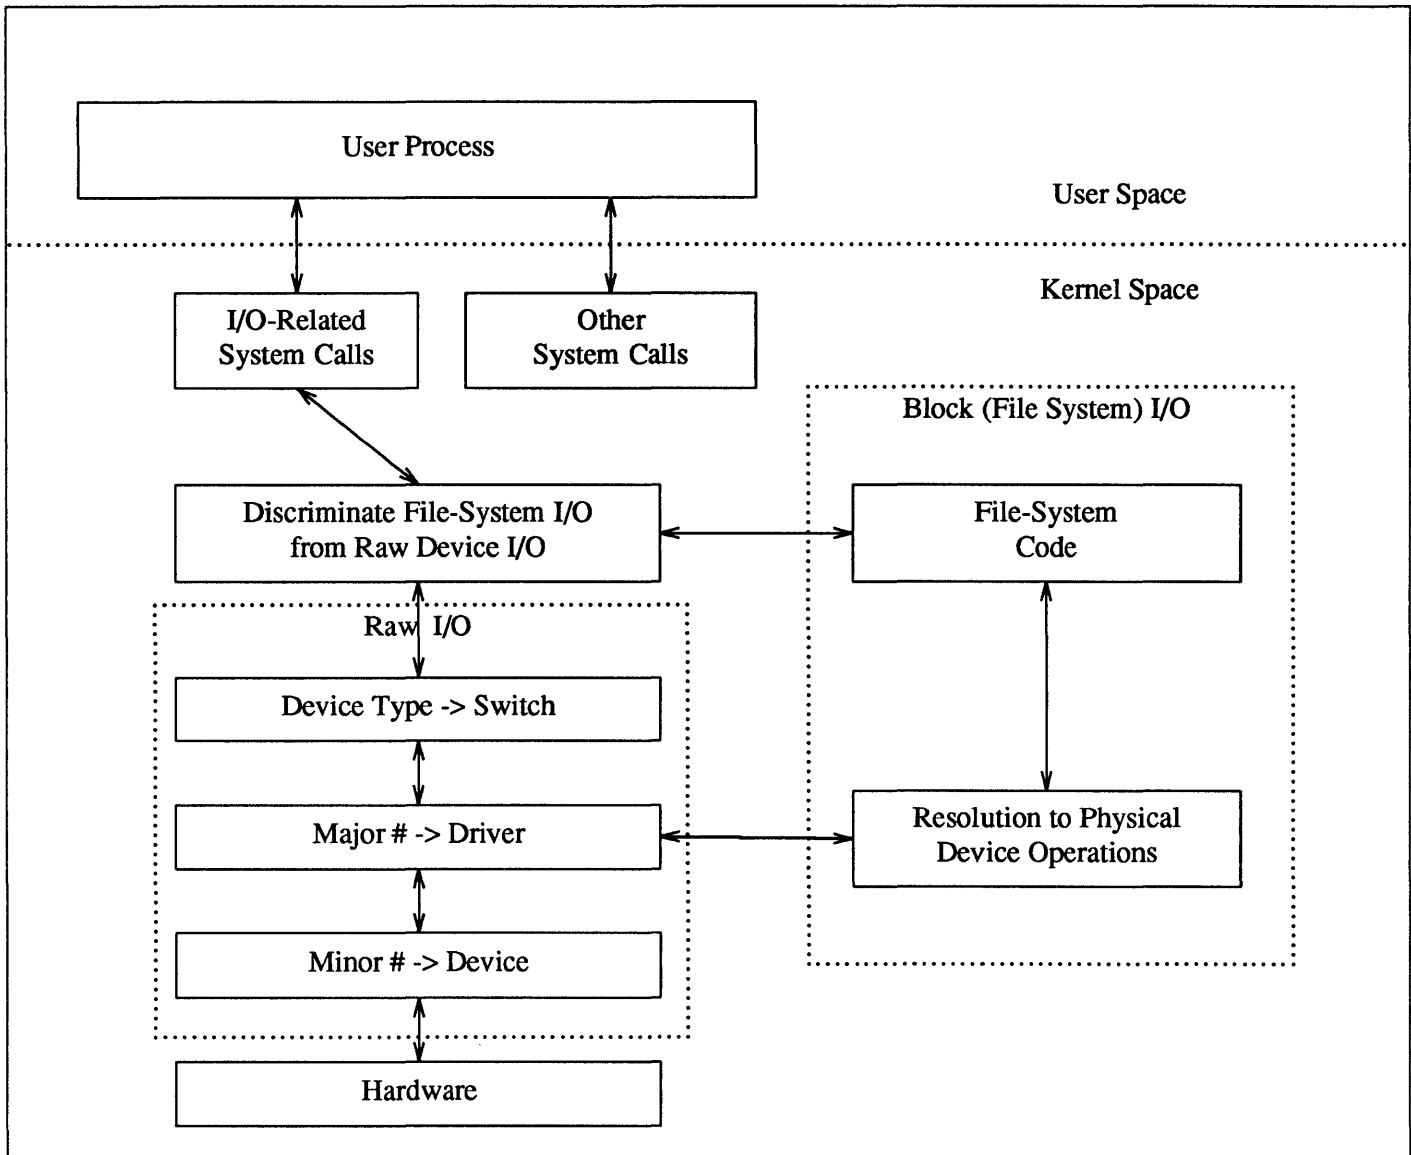 User Process
User Space
Kernel Space
I/O-Related
System Calls
Other
System Calls
Block (File System) I/O
Discriminate File-System I/O
from Raw Device I/O
File-System
Code
Raw I/O
Device Type -> Switch
Major # -> Driver
Resolution to Physical
Device Operations
Minor # -> Device
Hardware